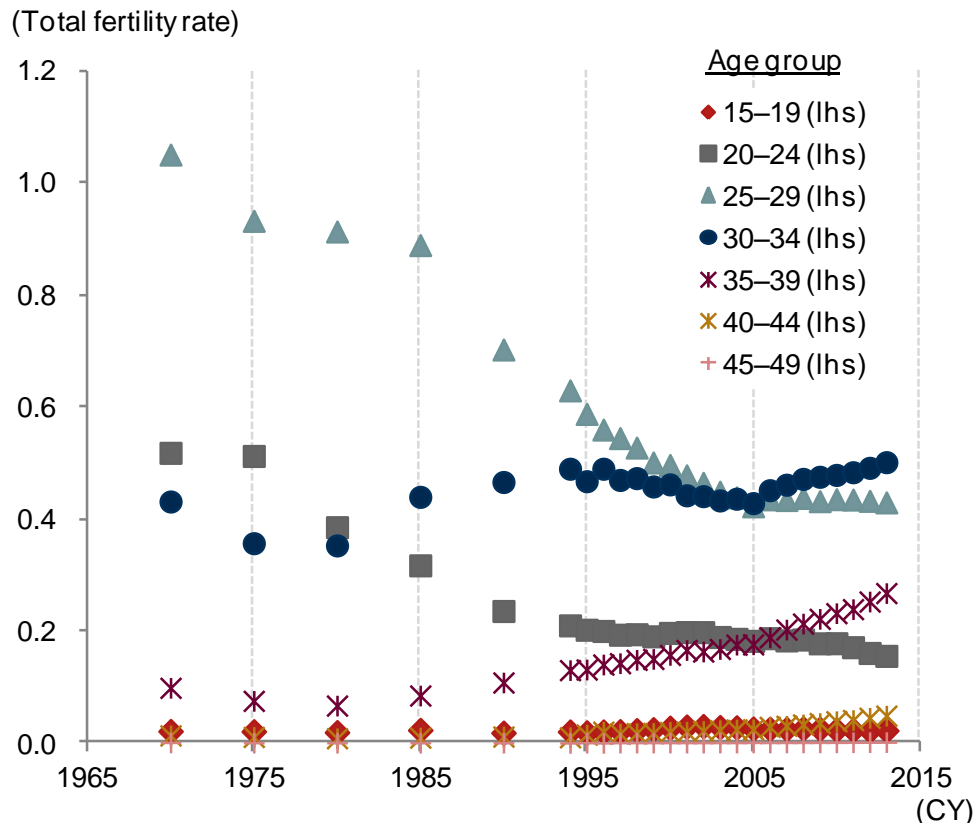 (Total fertility rate)
Age group
15–19 (lhs)
20–24 (lhs)
25–29 (lhs)
30–34 (lhs)
35–39 (lhs)
40–44 (lhs)
45–49 (lhs)
1.2
1.0
0.8
0.6
0.4
0.2
0.0
1965 1975 1985 1995 2005 2015
(CY)